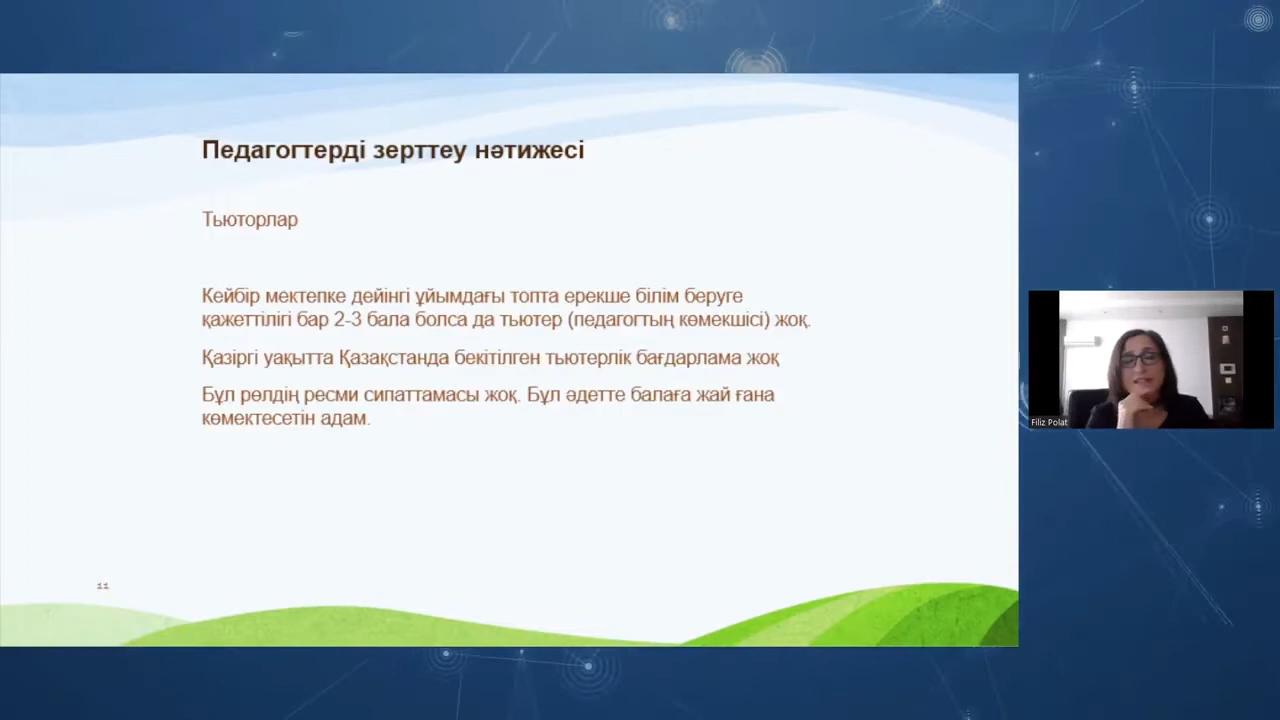 Педагогтерді зерттеу нәтижесі
Тьюторлар
Кейбір мектепке дейінгі ұйымдағы топта ерекше білім беруге
қажеттілігі бар 2-3 бала болса да тьютер (педагогтың көмекшісі) жоқ.
Қазіргі уақытта Қазақстанда бекітілген тьютерлік бағдарлама жоқ
Бұл рөлдің ресми сипаттамасы жоқ. Бұл әдетте балаға жай ғана
көмектесетін адам.
11
Filiz Polat